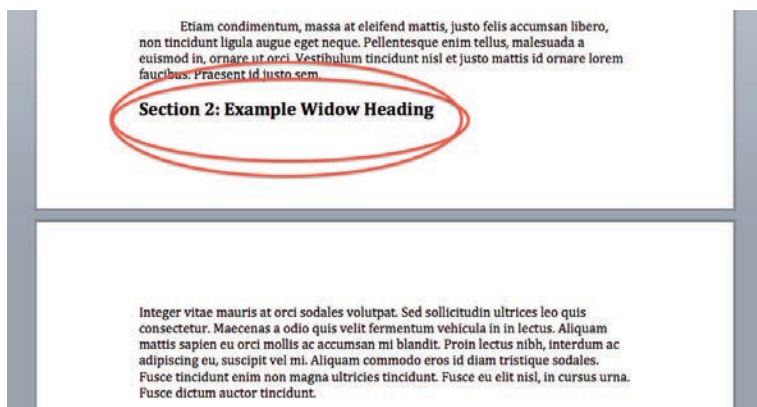 Etiam condimentum, massa at eleifend mattis, justo felis accumsan libero,
non tincidunt ligula augue eget neque. Pellentesque enim tellus, malesuada a
euismod in, ornare ut orci. Vestibulum tincidunt nisl et justo mattis id ornare lorem
faucibus. Praesent id justo sem.
Section 2: Example Widow Heading
Integer vitae mauris at orci sodales volutpat. Sed sollicitudin ultrices leo quis
consectetur. Maecenas a odio quis velit fermentum vehicula in in lectus. Aliquam
mattis sapien eu orci mollis ac accumsan mi blandit. Proin lectus nibh, interdum ac
adipiscing eu, suscipit vel mi. Aliquam commodo eros id diam tristique sodales.
Fusce tincidunt enim non magna ultricies tincidunt. Fusce eu elit nisl, in cursus urna.
Fusce dictum auctor tincidunt.